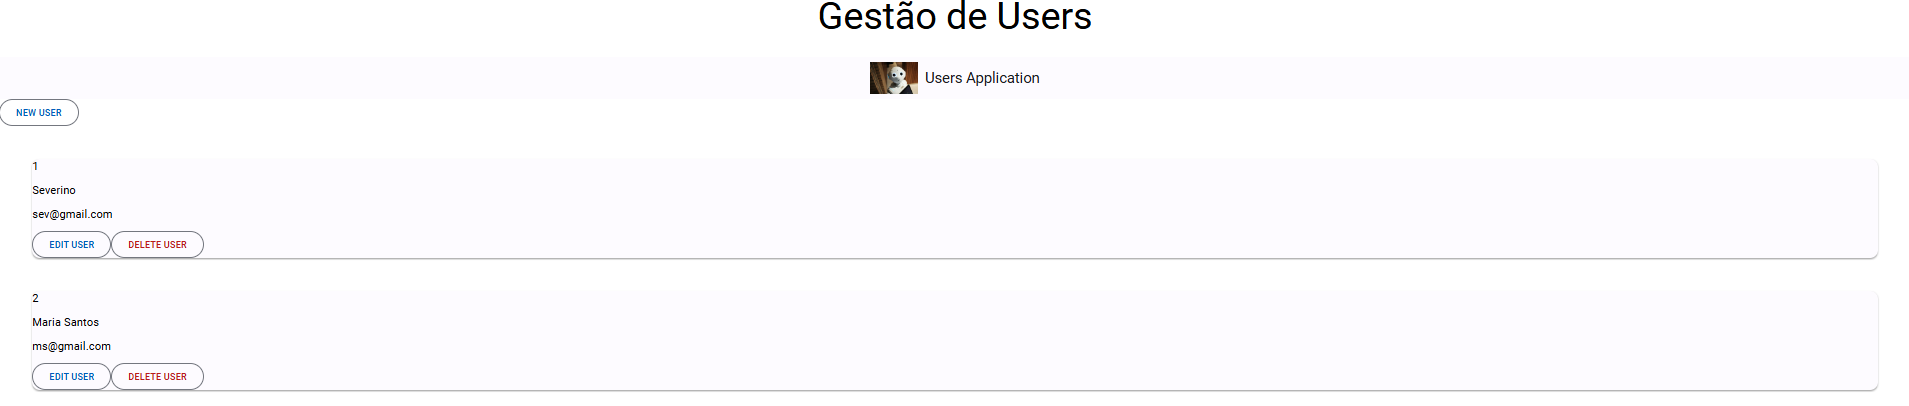 Gestão de Users
Users Application
NEW USER
1
Severino
sev@gmail.com
EDIT USER DELETE USER
2
Maria Santos
ms@gmail.com
EDIT USER DELETE USER